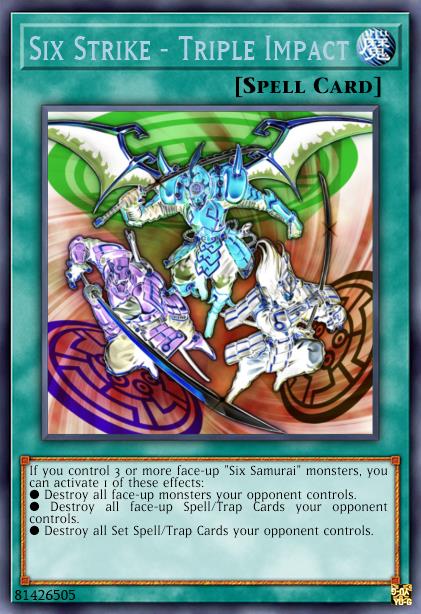 Six Strike - Triple Impact
魔
[Spell Card]
If you control 3 or more face-up "Six Samurai" monsters, you
can activate 1 of these effects:
● Destroy all face-up monsters your opponent controls.
● Destroy all face-up Spell/Trap Cards your opponent
controls.
● Destroy all Set Spell/Trap Cards your opponent controls.
81426505